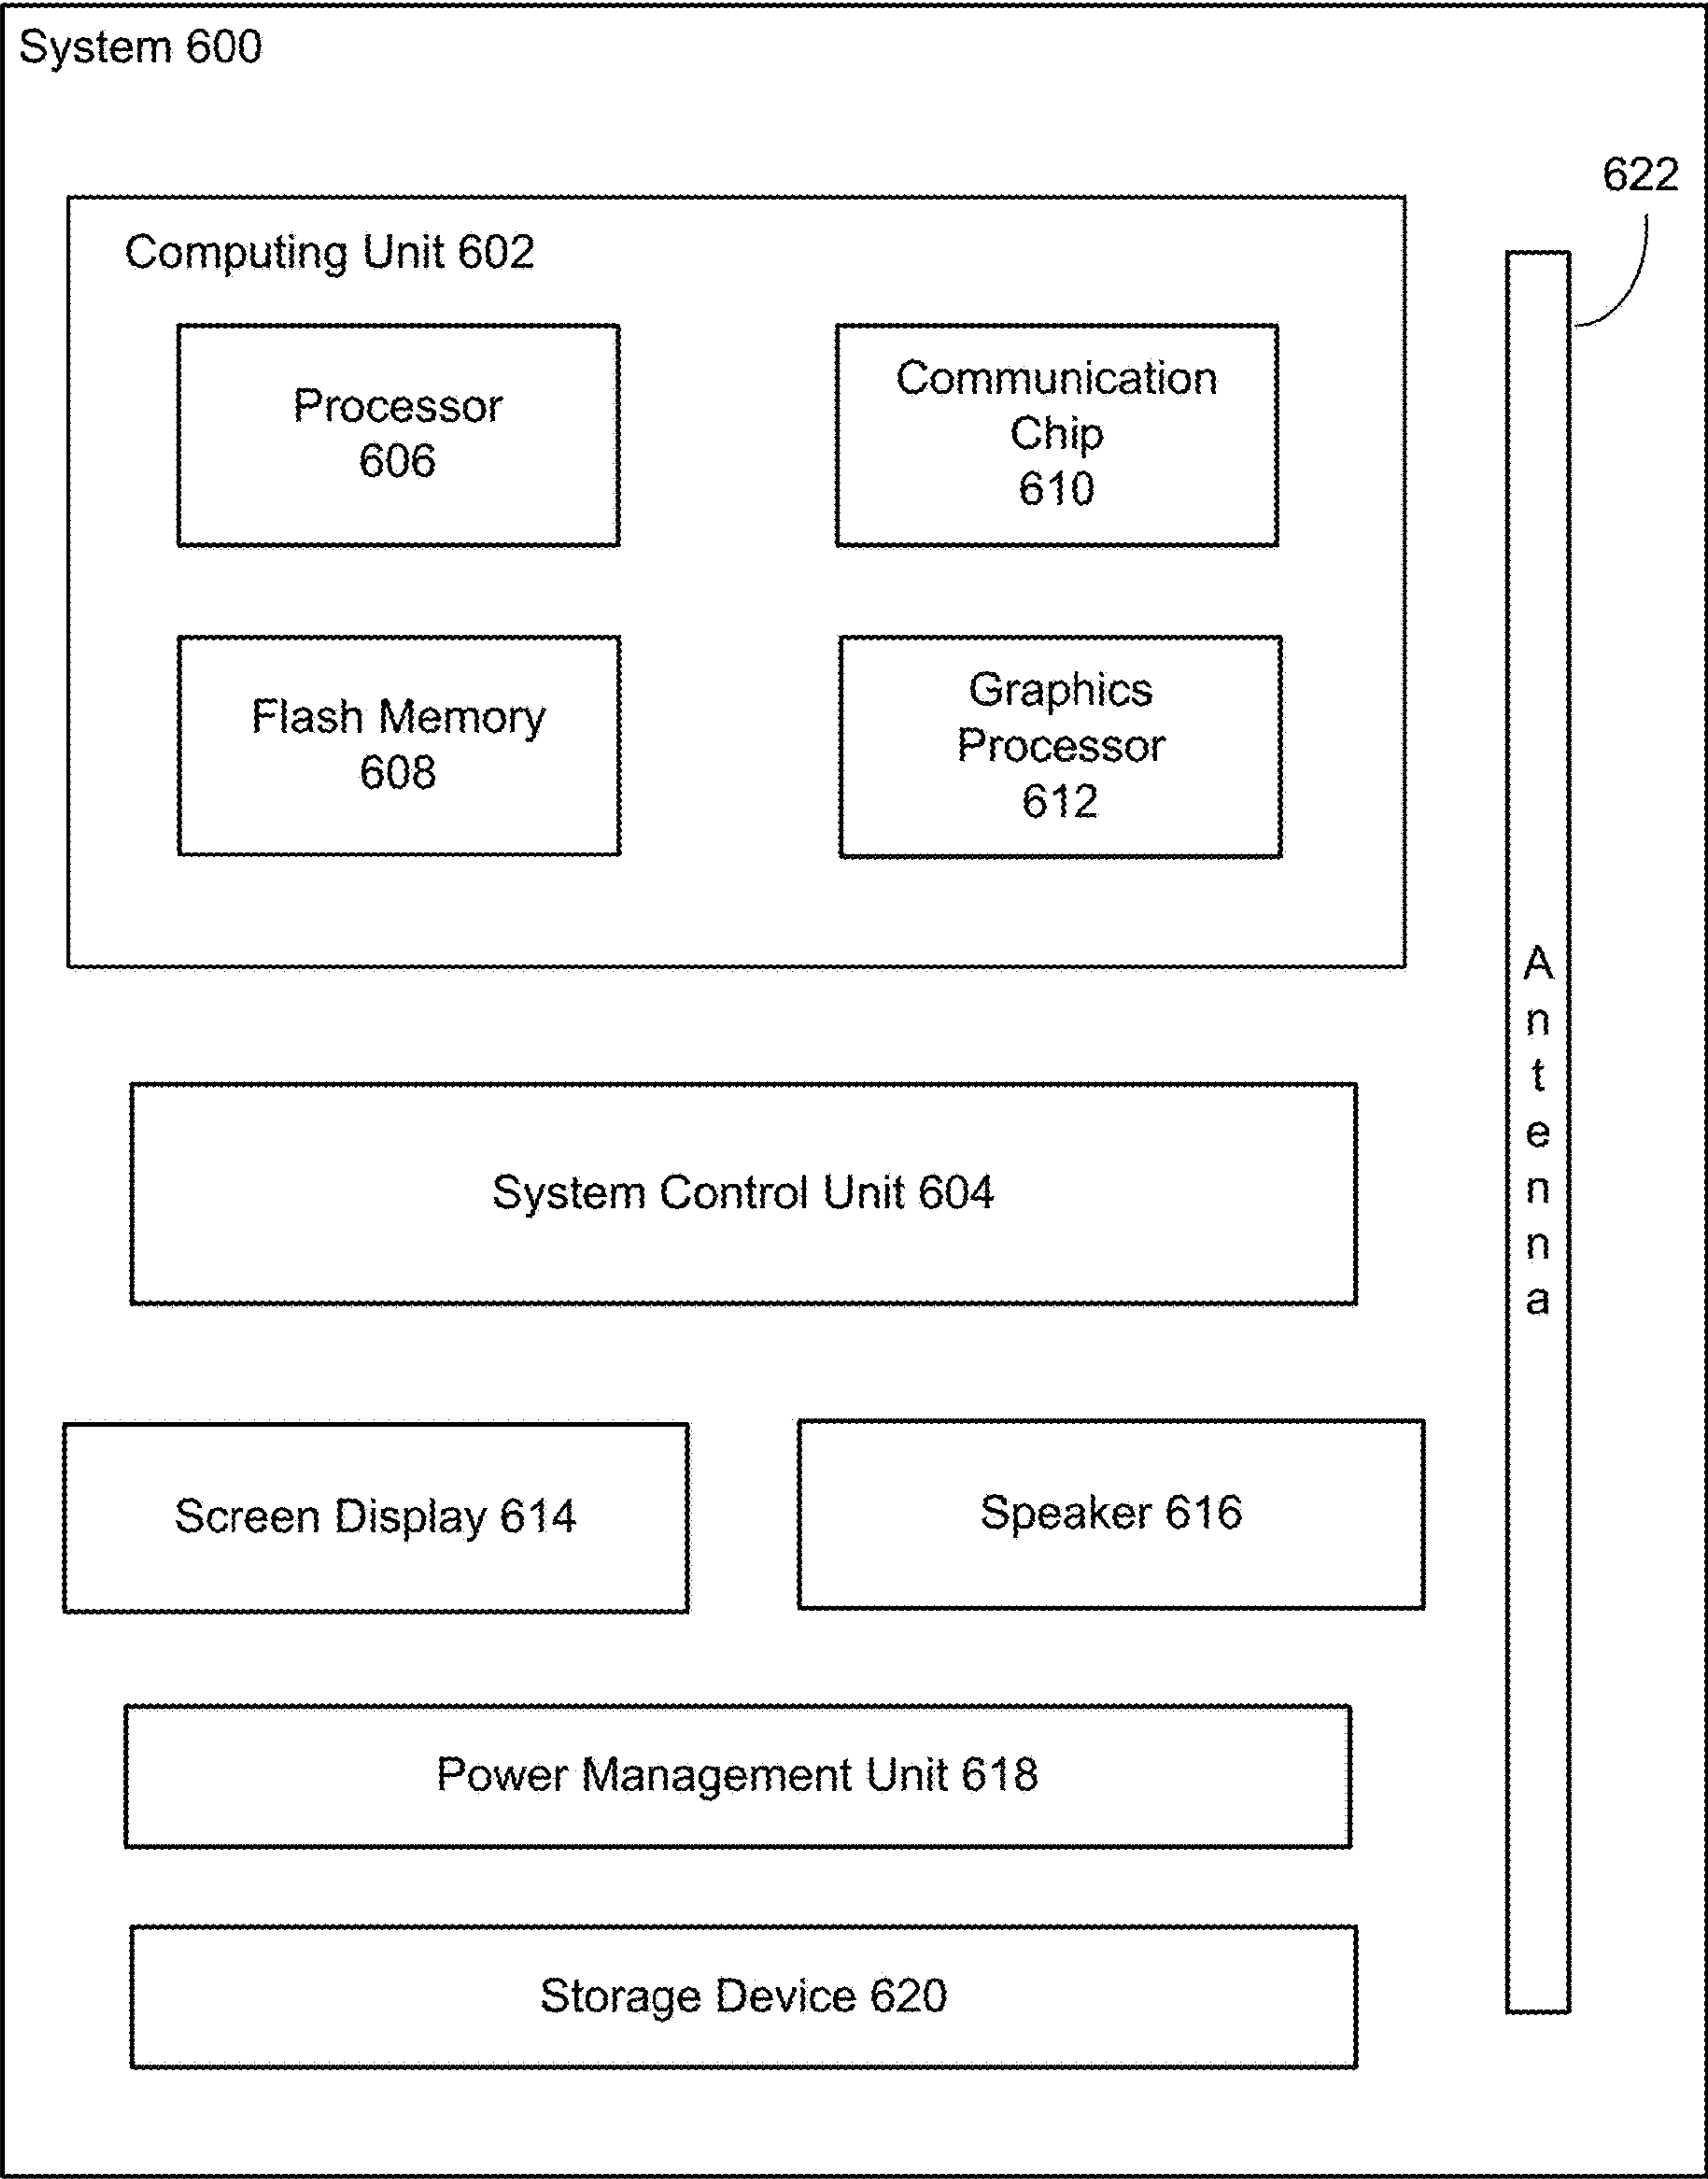 System 600
622
Computing Unit 602
Processor
606
Communication
Chip
610
Flash Memory
608
Graphics
Processor
612
Antenna
System Control Unit 604
Screen Display 614
Speaker 616
Power Management Unit 618
Storage Device 620